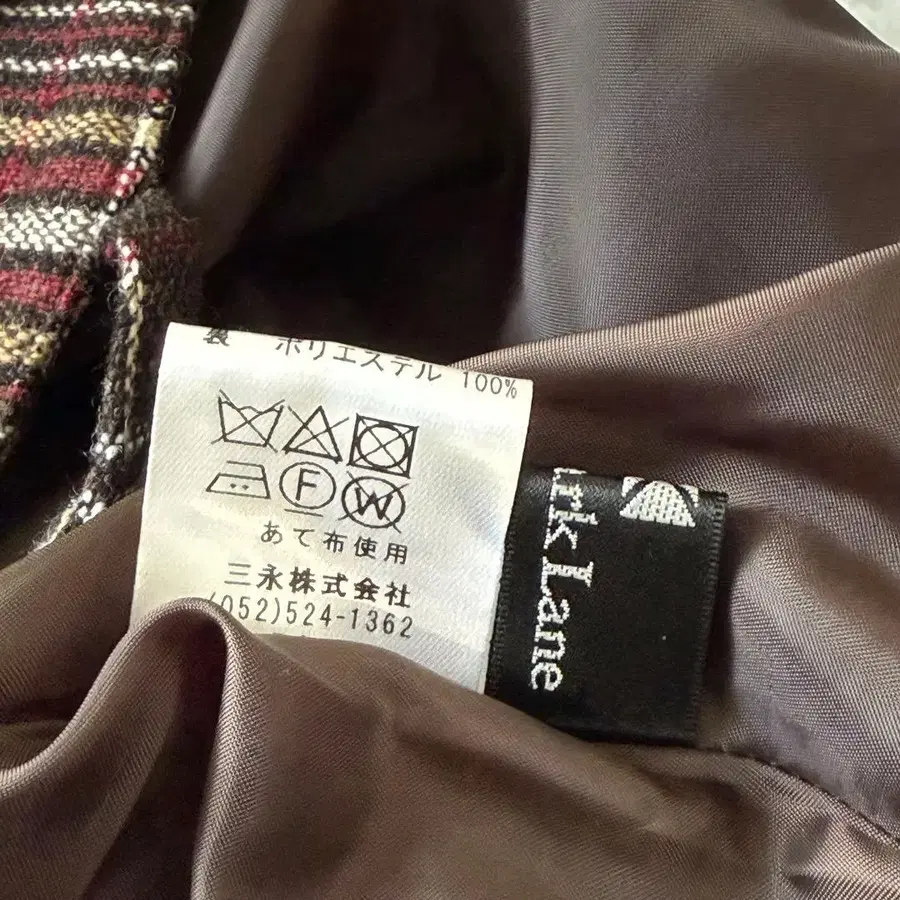 裏 ポリエステル 100%
F W
あて布使用
三永株式会社
(052)524-1362
rk Lane